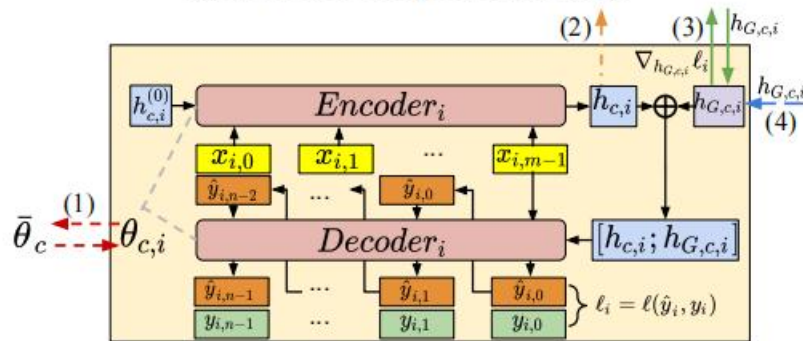 (2) (3) h_{G,c,i}
∇_{h_{G,c,i}} ℓ_i
h_{c,i}^{(0)} Encoder_i h_{c,i} ⊕ h_{G,c,i} h_{G,c,i}
(4)
x_{i,0} x_{i,1} ... x_{i,m-1}
ŷ_{i,n-2} ... ŷ_{i,0}
(1)
θ̄_c θ_{c,i} Decoder_i [h_{c,i}; h_{G,c,i}]
ŷ_{i,n-1} ... ŷ_{i,1} ŷ_{i,0} ℓ_i = ℓ(ŷ_i, y_i)
y_{i,n-1} ... y_{i,1} y_{i,0}